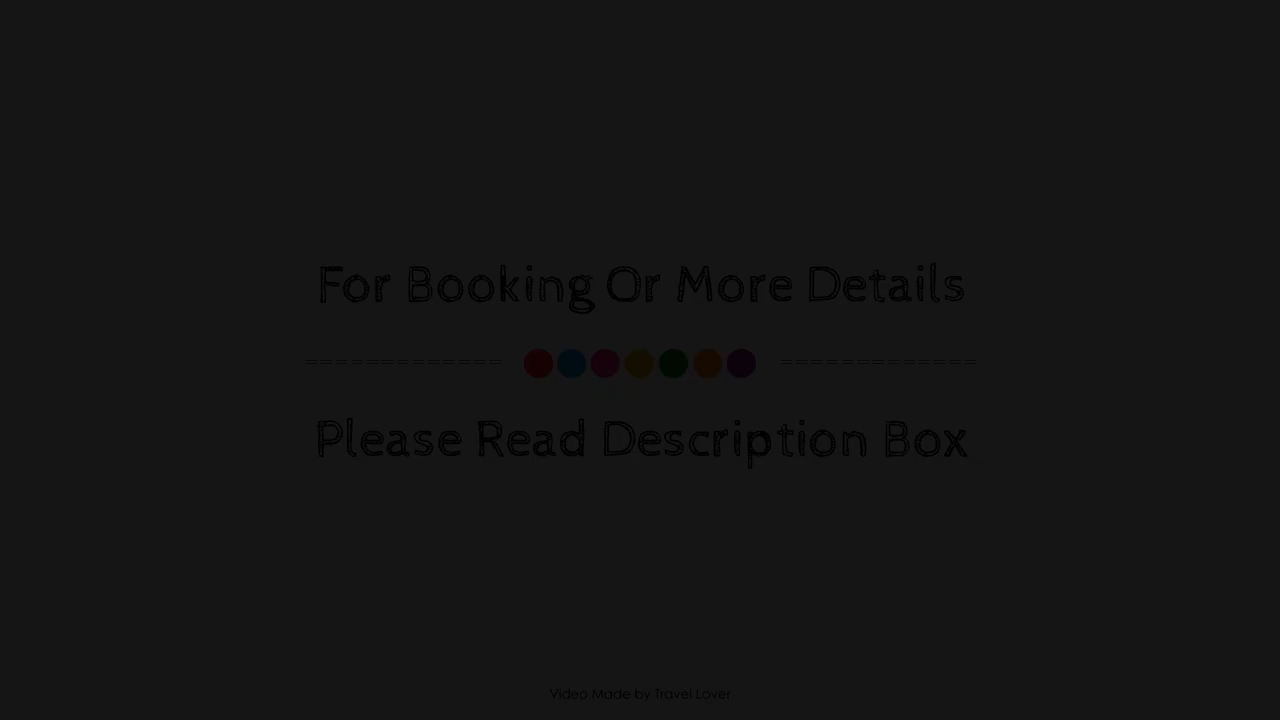 For Booking Or More Details
============= =============
Please Read Description Box
Video Made by Travel Lover